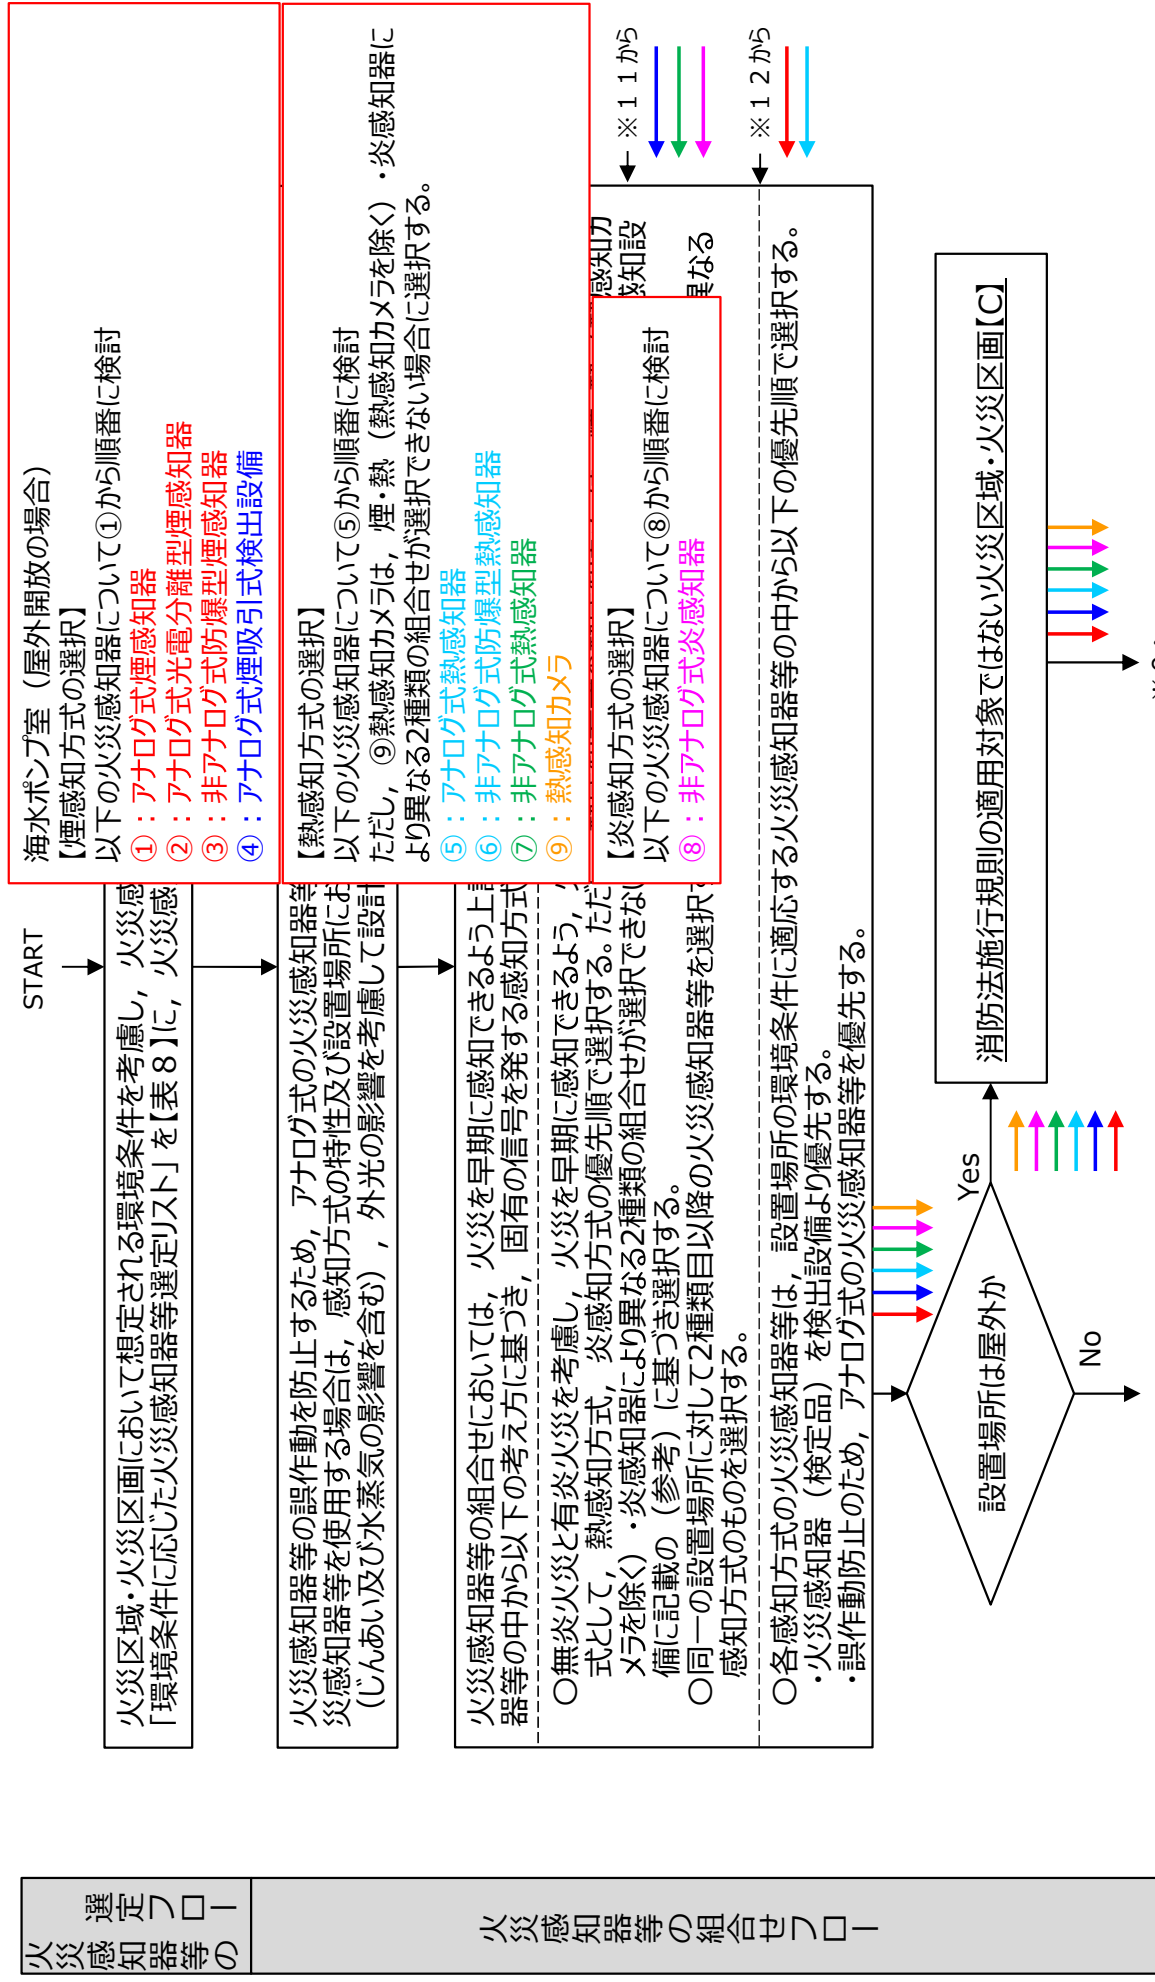 海水ポンプ室（屋外開放の場合）
【煙感知方式の選択】
以下の火災感知器について①から順番に検討
①：アナログ式煙感知器
②：アナログ式光電分離型煙感知器
③：非アナログ式防爆型煙感知器
④：アナログ式煙吸引式検出設備
【熱感知方式の選択】
以下の火災感知器について⑤から順番に検討
ただし，⑨熱感知カメラは，煙・熱（熱感知カメラを除く）・炎感知器に
より異なる2種類の組合せが選択できない場合に選択する。
⑤：アナログ式熱感知器
⑥：非アナログ式防爆型熱感知器
⑦：非アナログ式熱感知器
⑨：熱感知カメラ
【炎感知方式の選択】
以下の火災感知器について⑧から順番に検討
⑧：非アナログ式炎感知器
START
火災区域・火災区画において想定される環境条件を考慮し，火災感
「環境条件に応じた火災感知器等選定リスト」を【表８】に，火災感
火災感知器等の誤作動を防止するため，アナログ式の火災感知器等
災感知器等を使用する場合は，感知方式の特性及び設置場所にお
（じんあい及び水蒸気の影響を含む），外光の影響を考慮して設計
火災感知器等の組合せにおいては，火災を早期に感知できるよう上記
器等の中から以下の考え方に基づき，固有の信号を発する感知方式
○無炎火災と有炎火災を考慮し，火災を早期に感知できるよう，
式として，熱感知方式，炎感知方式の優先順で選択する。ただ 感知カ
メラを除く）・炎感知器により異なる2種類の組合せが選択できない 感知設
備に記載の（参考）に基づき選択する。
○同一の設置場所に対して2種類目以降の火災感知器等を選択 異なる
感知方式のものを選択する。
○各感知方式の火災感知器等は，設置場所の環境条件に適応する火災感知器等の中から以下の優先順で選択する。
・火災感知器（検定品）を検出設備より優先する。
・誤作動防止のため，アナログ式の火災感知器等を優先する。
※１１から
※１２から
設置場所は屋外か
Yes
No
消防法施行規則の適用対象ではない火災区域・火災区画【C】
火災感知器等の
選定フロー
火災感知器等の組合せフロー